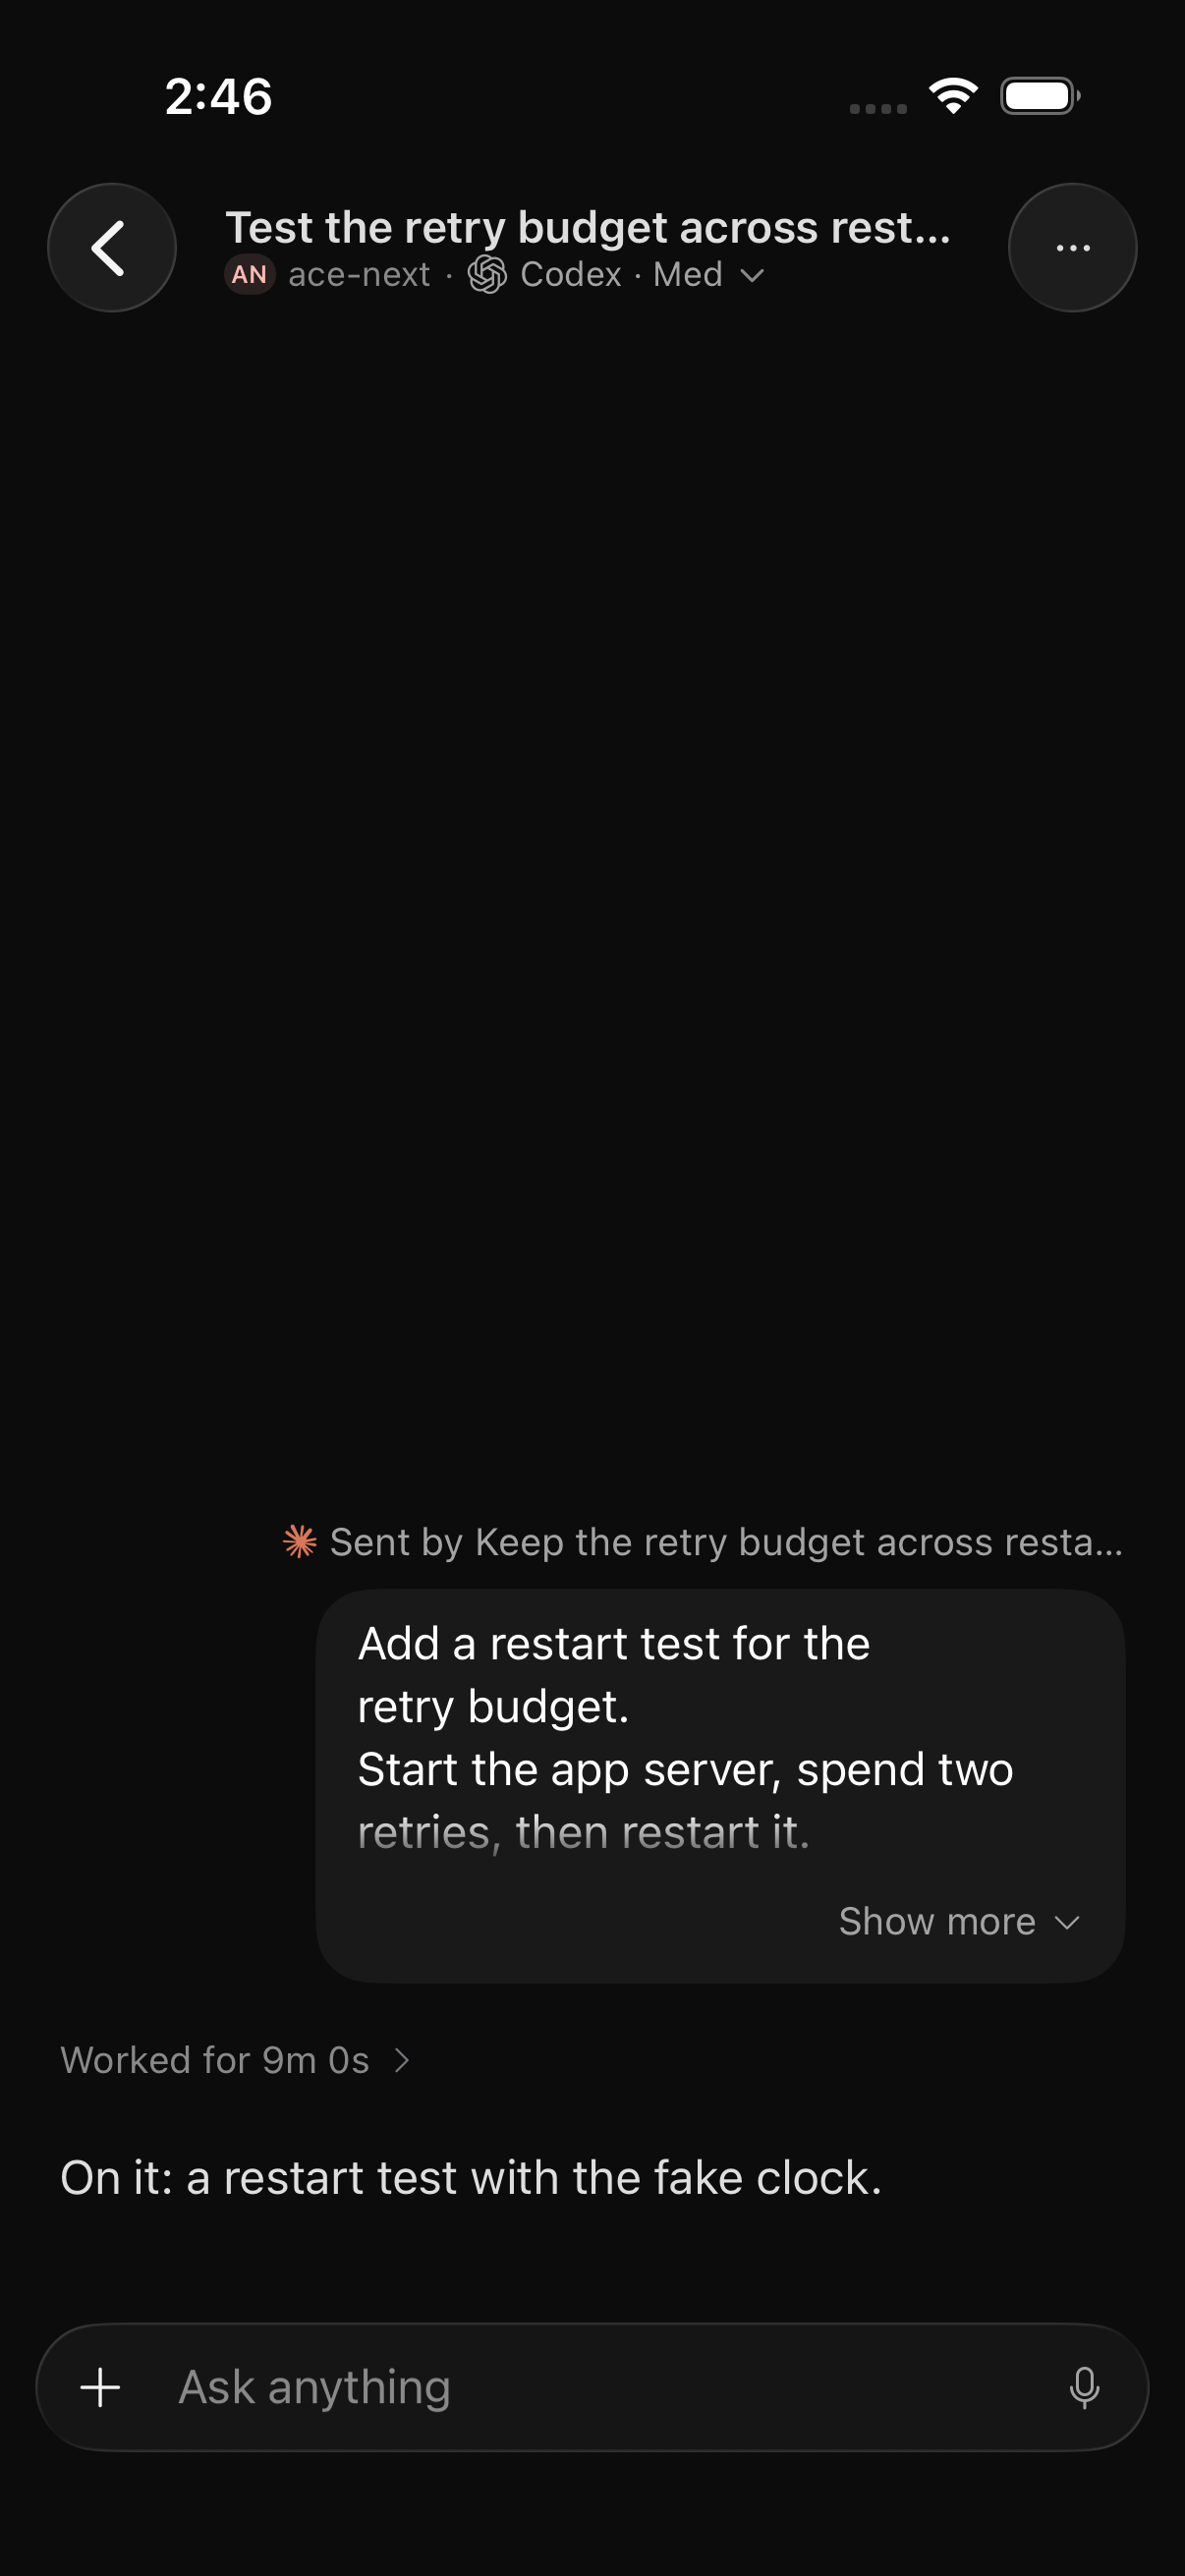 2:46
Test the retry budget across rest...
AN ace-next · Codex · Med
Sent by Keep the retry budget across resta...
Add a restart test for the
retry budget.
Start the app server, spend two
retries, then restart it.
Show more
Worked for 9m 0s
On it: a restart test with the fake clock.
Ask anything